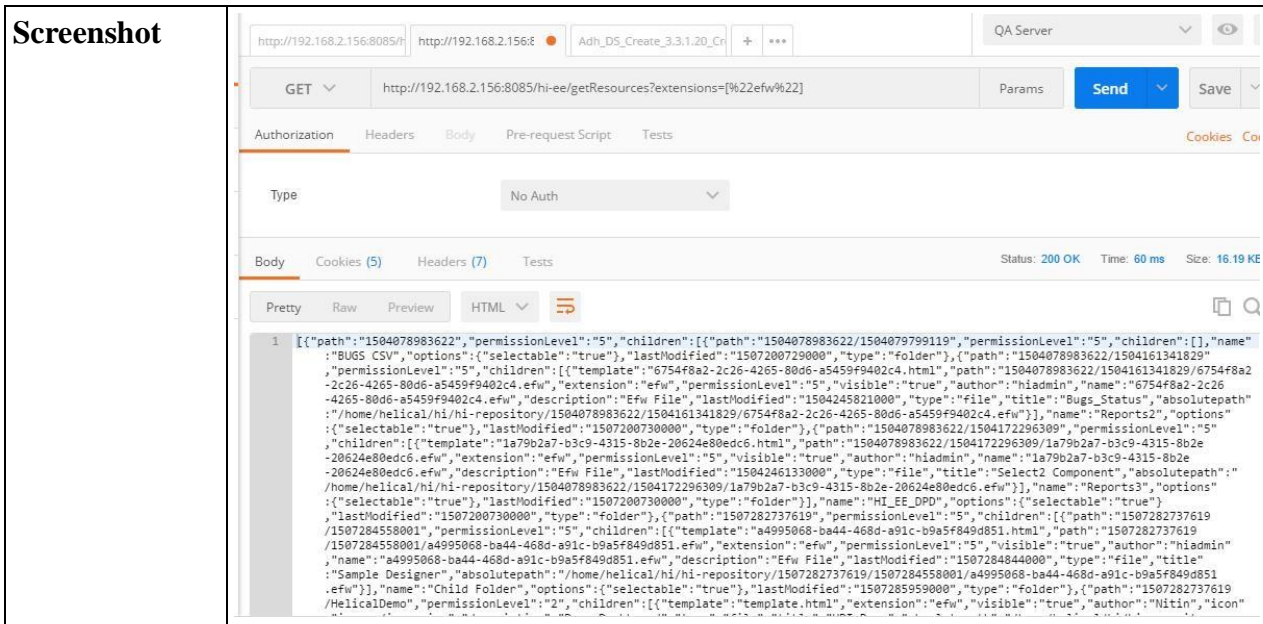 Screenshot
http://192.168.2.156:8085/h
http://192.168.2.156:8
Adh_DS_Create_3.3.1.20_Cr
+
QA Server
GET
http://192.168.2.156:8085/hi-ee/getResources?extensions=[%22efw%22]
Params
Send
Save
Authorization
Headers
Body
Pre-request Script
Tests
Cookies
Co
Type
No Auth
Body
Cookies (5)
Headers (7)
Tests
Status: 200 OK
Time: 60 ms
Size: 16.19 KB
Pretty
Raw
Preview
HTML
1
[{"path":"1504078983622","permissionLevel":"5","children":[{"path":"1504078983622/1504079799119","permissionLevel":"5","children":[],"name"
:"BUGS CSV","options":{"selectable":"true"},"lastModified":"1507200729000","type":"folder"},{"path":"1504078983622/1504161341829"
,"permissionLevel":"5","children":[{"template":"6754f8a2-2c26-4265-80d6-a5459f9402c4.html","path":"1504078983622/1504161341829/6754f8a2
-2c26-4265-80d6-a5459f9402c4.efw","extension":"efw","permissionLevel":"5","visible":"true","author":"hiadmin","name":"6754f8a2-2c26
-4265-80d6-a5459f9402c4.efw","description":"Efw File","lastModified":"1504245821000","type":"file","title":"Bugs_Status","absolutepath"
:"/home/helical/hi/hi-repository/1504078983622/1504161341829/6754f8a2-2c26-4265-80d6-a5459f9402c4.efw"}],"name":"Reports2","options"
:{"selectable":"true"},"lastModified":"1507200730000","type":"folder"},{"path":"1504078983622/1504172296309","permissionLevel":"5"
,"children":[{"template":"1a79b2a7-b3c9-4315-8b2e-20624e80edc6.html","path":"1504078983622/1504172296309/1a79b2a7-b3c9-4315-8b2e
-20624e80edc6.efw","extension":"efw","permissionLevel":"5","visible":"true","author":"hiadmin","name":"1a79b2a7-b3c9-4315-8b2e
-20624e80edc6.efw","description":"Efw File","lastModified":"1504246133000","type":"file","title":"Select2 Component","absolutepath":"
/home/helical/hi/hi-repository/1504078983622/1504172296309/1a79b2a7-b3c9-4315-8b2e-20624e80edc6.efw"}],"name":"Reports3","options"
:{"selectable":"true"},"lastModified":"1507200730000","type":"folder"}],"name":"HI_EE_DPD","options":{"selectable":"true"}
,"lastModified":"1507200730000","type":"folder"},{"path":"1507282737619","permissionLevel":"5","children":[{"path":"1507282737619
/1507284558001","permissionLevel":"5","children":[{"template":"a4995068-ba44-468d-a91c-b9a5f849d851.html","path":"1507282737619
/1507284558001/a4995068-ba44-468d-a91c-b9a5f849d851.efw","extension":"efw","permissionLevel":"5","visible":"true","author":"hiadmin"
,"name":"a4995068-ba44-468d-a91c-b9a5f849d851.efw","description":"Efw File","lastModified":"1507284844000","type":"file","title"
:"Sample Designer","absolutepath":"/home/helical/hi/hi-repository/1507282737619/1507284558001/a4995068-ba44-468d-a91c-b9a5f849d851
.efw"}],"name":"Child Folder","options":{"selectable":"true"},"lastModified":"1507285959000","type":"folder"},{"path":"1507282737619
/HelicalDemo","permissionLevel":"2","children":[{"template":"template.html","extension":"efw","visible":"true","author":"Nitin","icon"